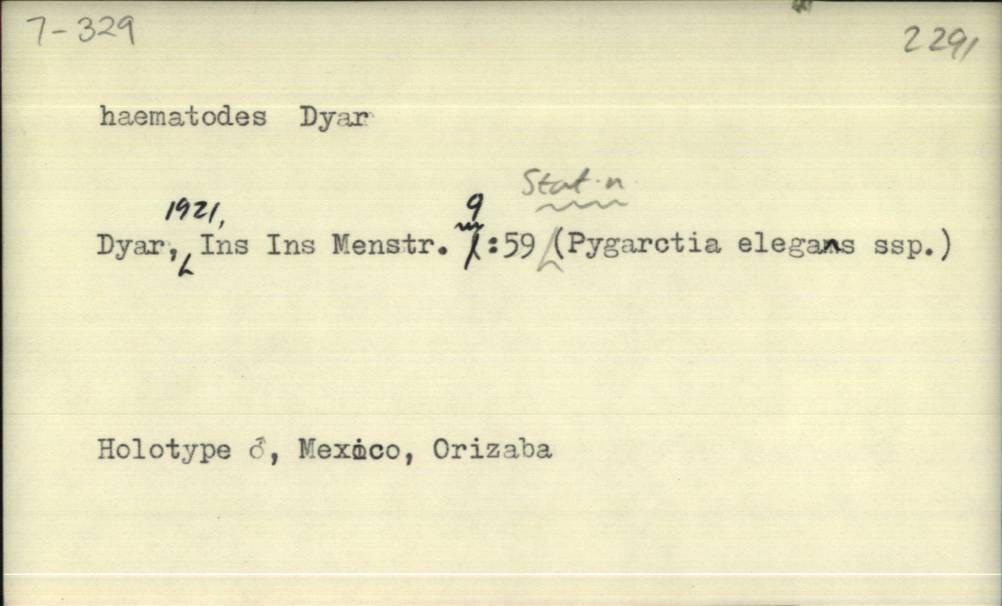 7-329 2291
haematodes Dyar
Stat. n.
1921, 9
Dyar, Ins Ins Menstr. :59 (Pygarctia elegans ssp.)
Holotype ♂, Mexico, Orizaba